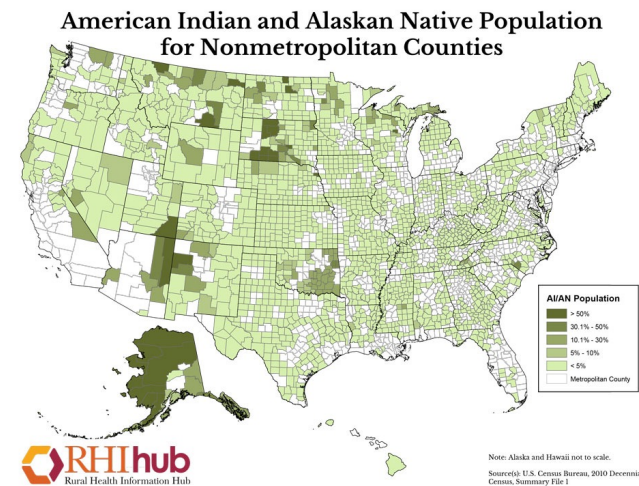 American Indian and Alaskan Native Population
for Nonmetropolitan Counties
AI/AN Population
> 50%
30.1% - 50%
10.1% - 30%
5% - 10%
< 5%
Metropolitan County
RHIhub
Rural Health Information Hub
Note: Alaska and Hawaii not to scale.
Source(s): U.S. Census Bureau, 2010 Decenni
Census, Summary File 1